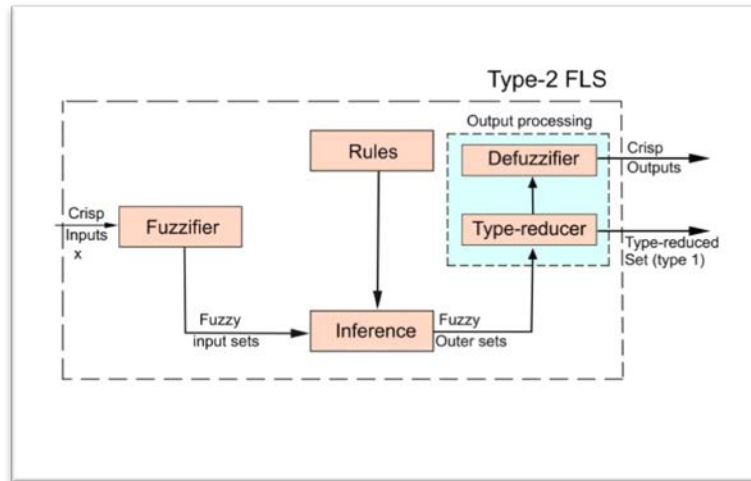 Type-2 FLS
Output processing
Rules
Defuzzifier
Crisp
Outputs
Crisp
Inputs
x
Fuzzifier
Type-reducer
Type-reduced
Set (type 1)
Fuzzy
input sets
Inference
Fuzzy
Outer sets